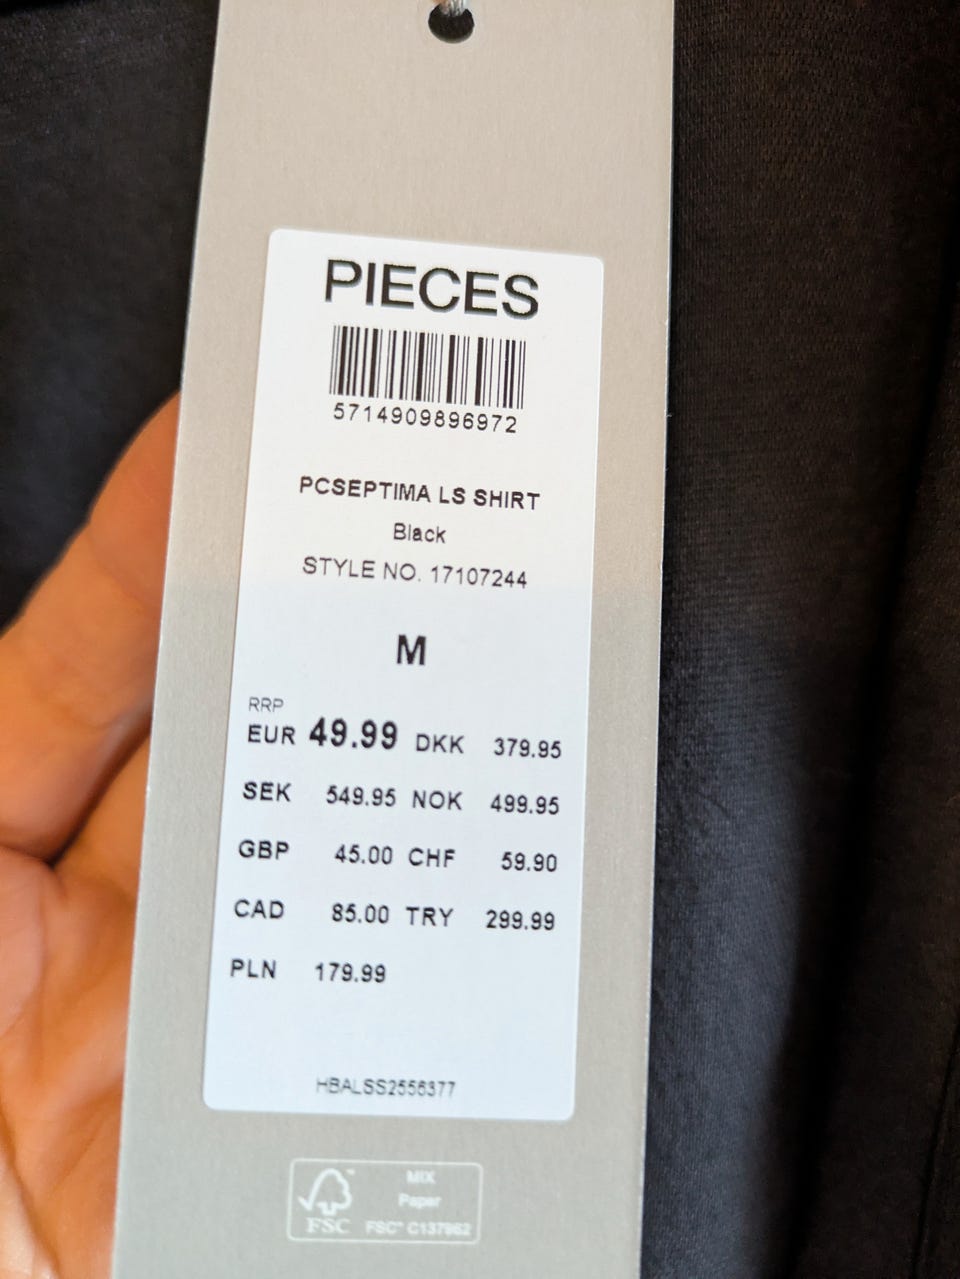 PIECES
5714909896972
PCSEPTIMA LS SHIRT
Black
STYLE NO. 17107244
M
RRP
EUR 49.99 DKK 379.95
SEK 549.95 NOK 499.95
GBP 45.00 CHF 59.90
CAD 85.00 TRY 299.99
PLN 179.99
HBALSS2556377
MIX
Paper
FSC FSC™ C137962